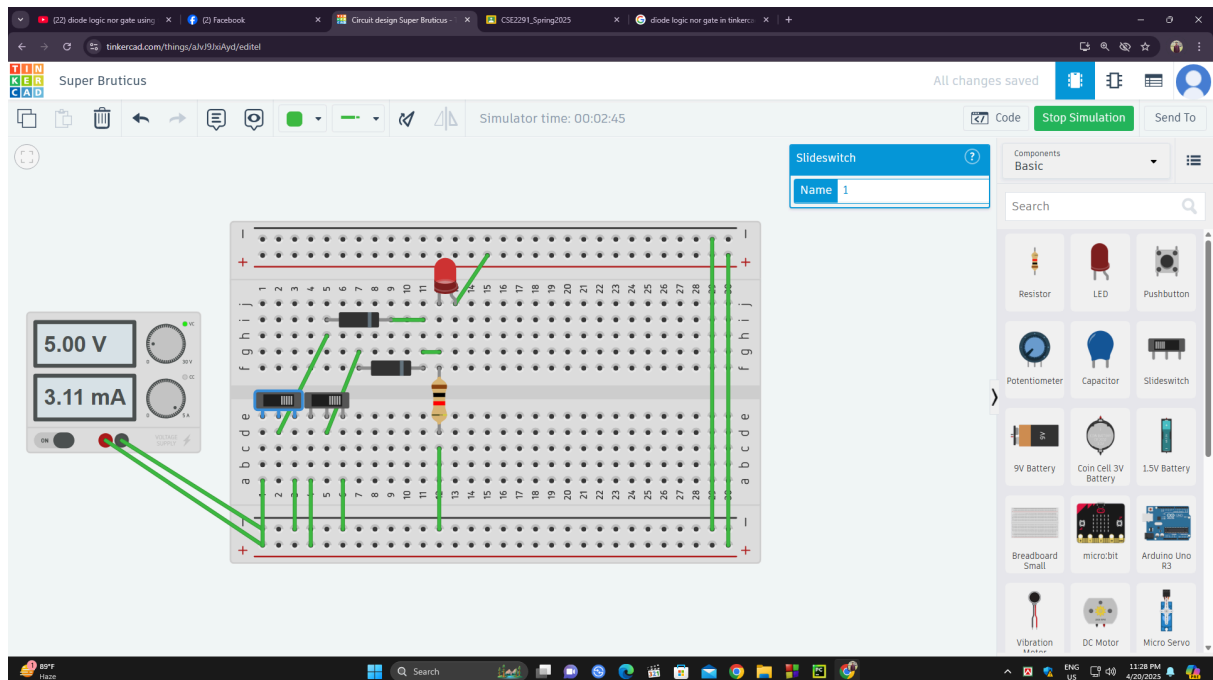 (22) diode logic nor gate using
(2) Facebook
Circuit design Super Bruticus -
CSE2291_Spring2025
diode logic nor gate in tinkerca
tinkercad.com/things/aJvJ9JxiAyd/editel
TIN
KER
CAD
Super Bruticus
All changes saved
Simulator time: 00:02:45
Code
Stop Simulation
Send To
Slideswitch
?
Name 1
Components
Basic
Search
Resistor
LED
Pushbutton
Potentiometer
Capacitor
Slideswitch
9V Battery
Coin Cell 3V Battery
1.5V Battery
Breadboard Small
micro:bit
Arduino Uno R3
Vibration Motor
DC Motor
Micro Servo
5.00 V
3.11 mA
ON
VOLTAGE
SUPPLY
89°F
Haze
Search
ENG
US
11:28 PM
4/20/2025